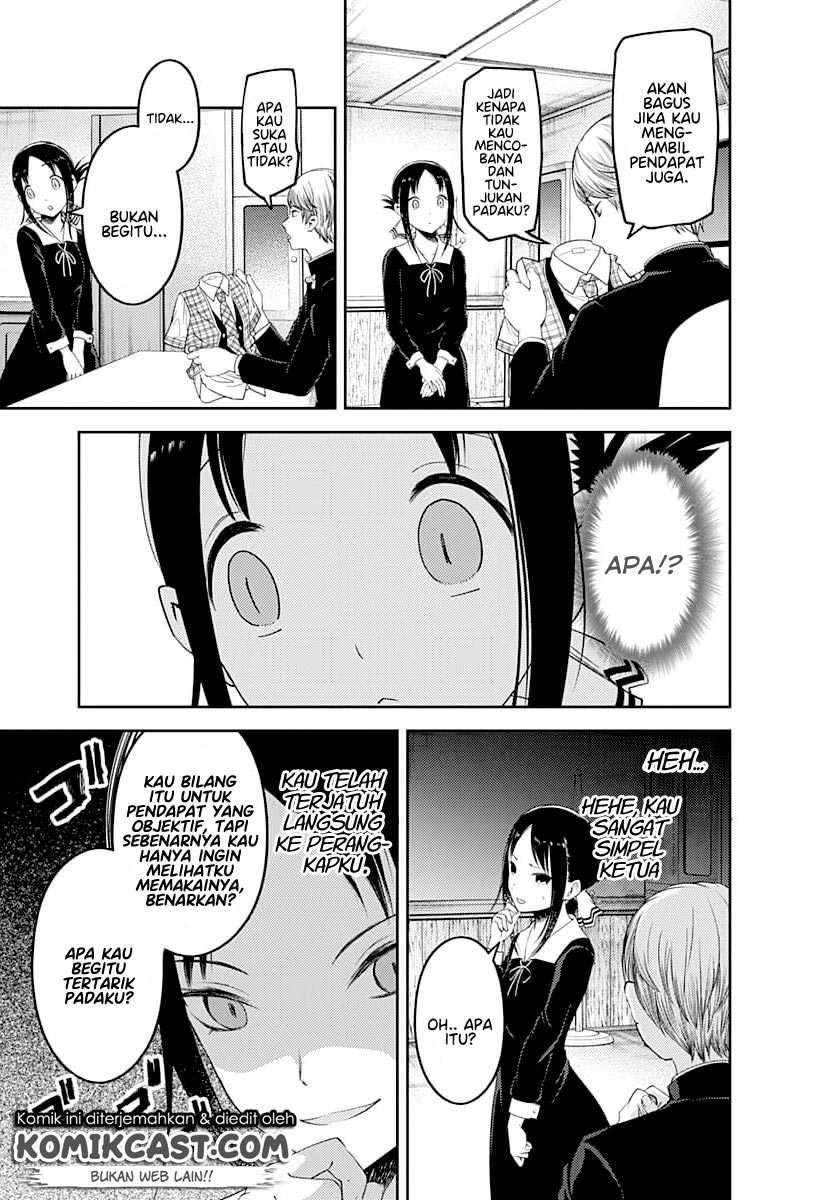 AKAN
BAGUS
JIKA KAU
MENG-
AMBIL
PENDAPAT
JUGA.
JADI
KENAPA
TIDAK
KAU
MENCO-
BANYA
DAN
TUN-
JUKAN
PADAKU?
APA
KAU
SUKA
ATAU
TIDAK?
TIDAK...
BUKAN
BEGITU...
APA!?
HEH...
HEHE, KAU
SANGAT
SIMPEL
KETUA
OH.. APA
ITU?
KAU TELAH
TERJATUH
LANGSUNG
KE PERANG-
KAPKU.
KAU BILANG
ITU UNTUK
PENDAPAT YANG
OBJEKTIF, TAPI
SEBENARNYA KAU
HANYA INGIN
MELIHATKU
MEMAKAINYA,
BENARKAN?
APA KAU
BEGITU
TERTARIK
PADAKU?
ゴゴ
Komik ini diterjemahkan & diedit oleh
KOMIKCAST.COM
BUKAN WEB LAIN!!